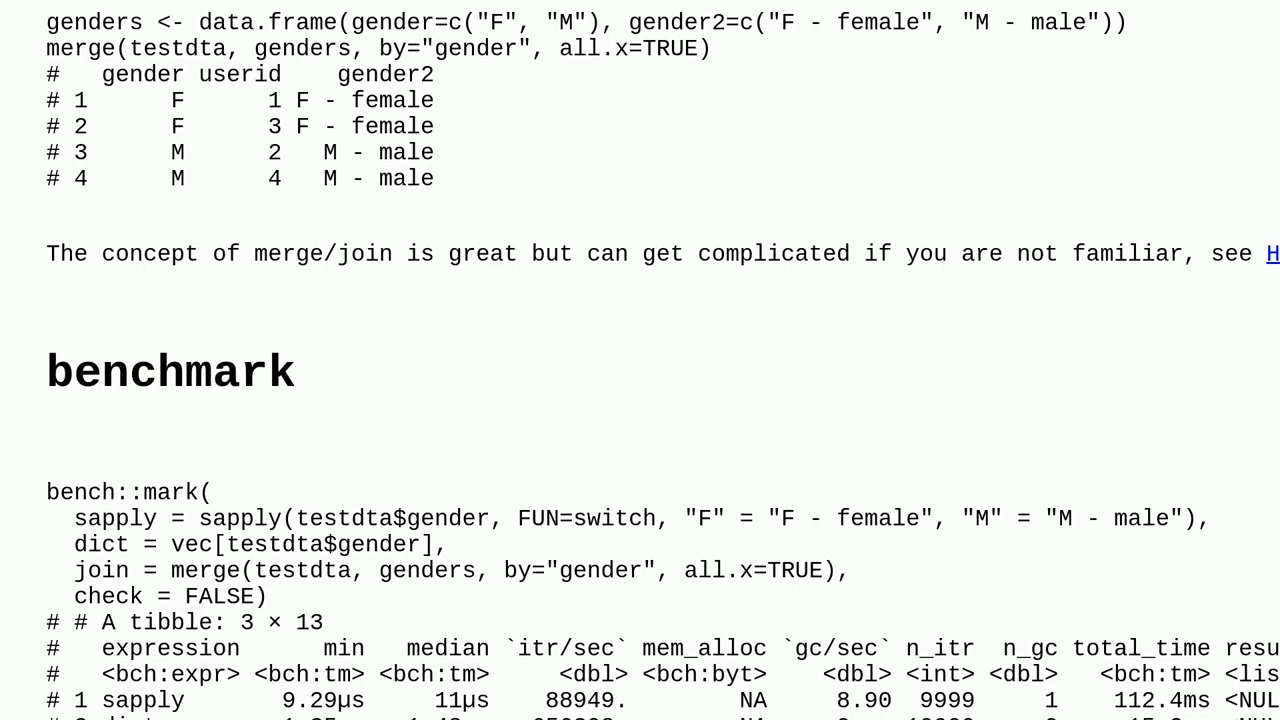 genders <- data.frame(gender=c("F", "M"), gender2=c("F - female", "M - male"))
merge(testdta, genders, by="gender", all.x=TRUE)
#   gender userid    gender2
# 1      F      1 F - female
# 2      F      3 F - female
# 3      M      2   M - male
# 4      M      4   M - male
The concept of merge/join is great but can get complicated if you are not familiar, see H
benchmark
bench::mark(
  sapply = sapply(testdta$gender, FUN=switch, "F" = "F - female", "M" = "M - male"),
  dict = vec[testdta$gender],
  join = merge(testdta, genders, by="gender", all.x=TRUE),
  check = FALSE)
# # A tibble: 3 × 13
#   expression      min   median `itr/sec` mem_alloc `gc/sec` n_itr  n_gc total_time resu
#   <bch:expr> <bch:tm> <bch:tm>     <dbl> <bch:byt>    <dbl> <int> <dbl>   <bch:tm> <lis
# 1 sapply       9.29µs     11µs    88949.        NA     8.90  9999     1    112.4ms <NUL